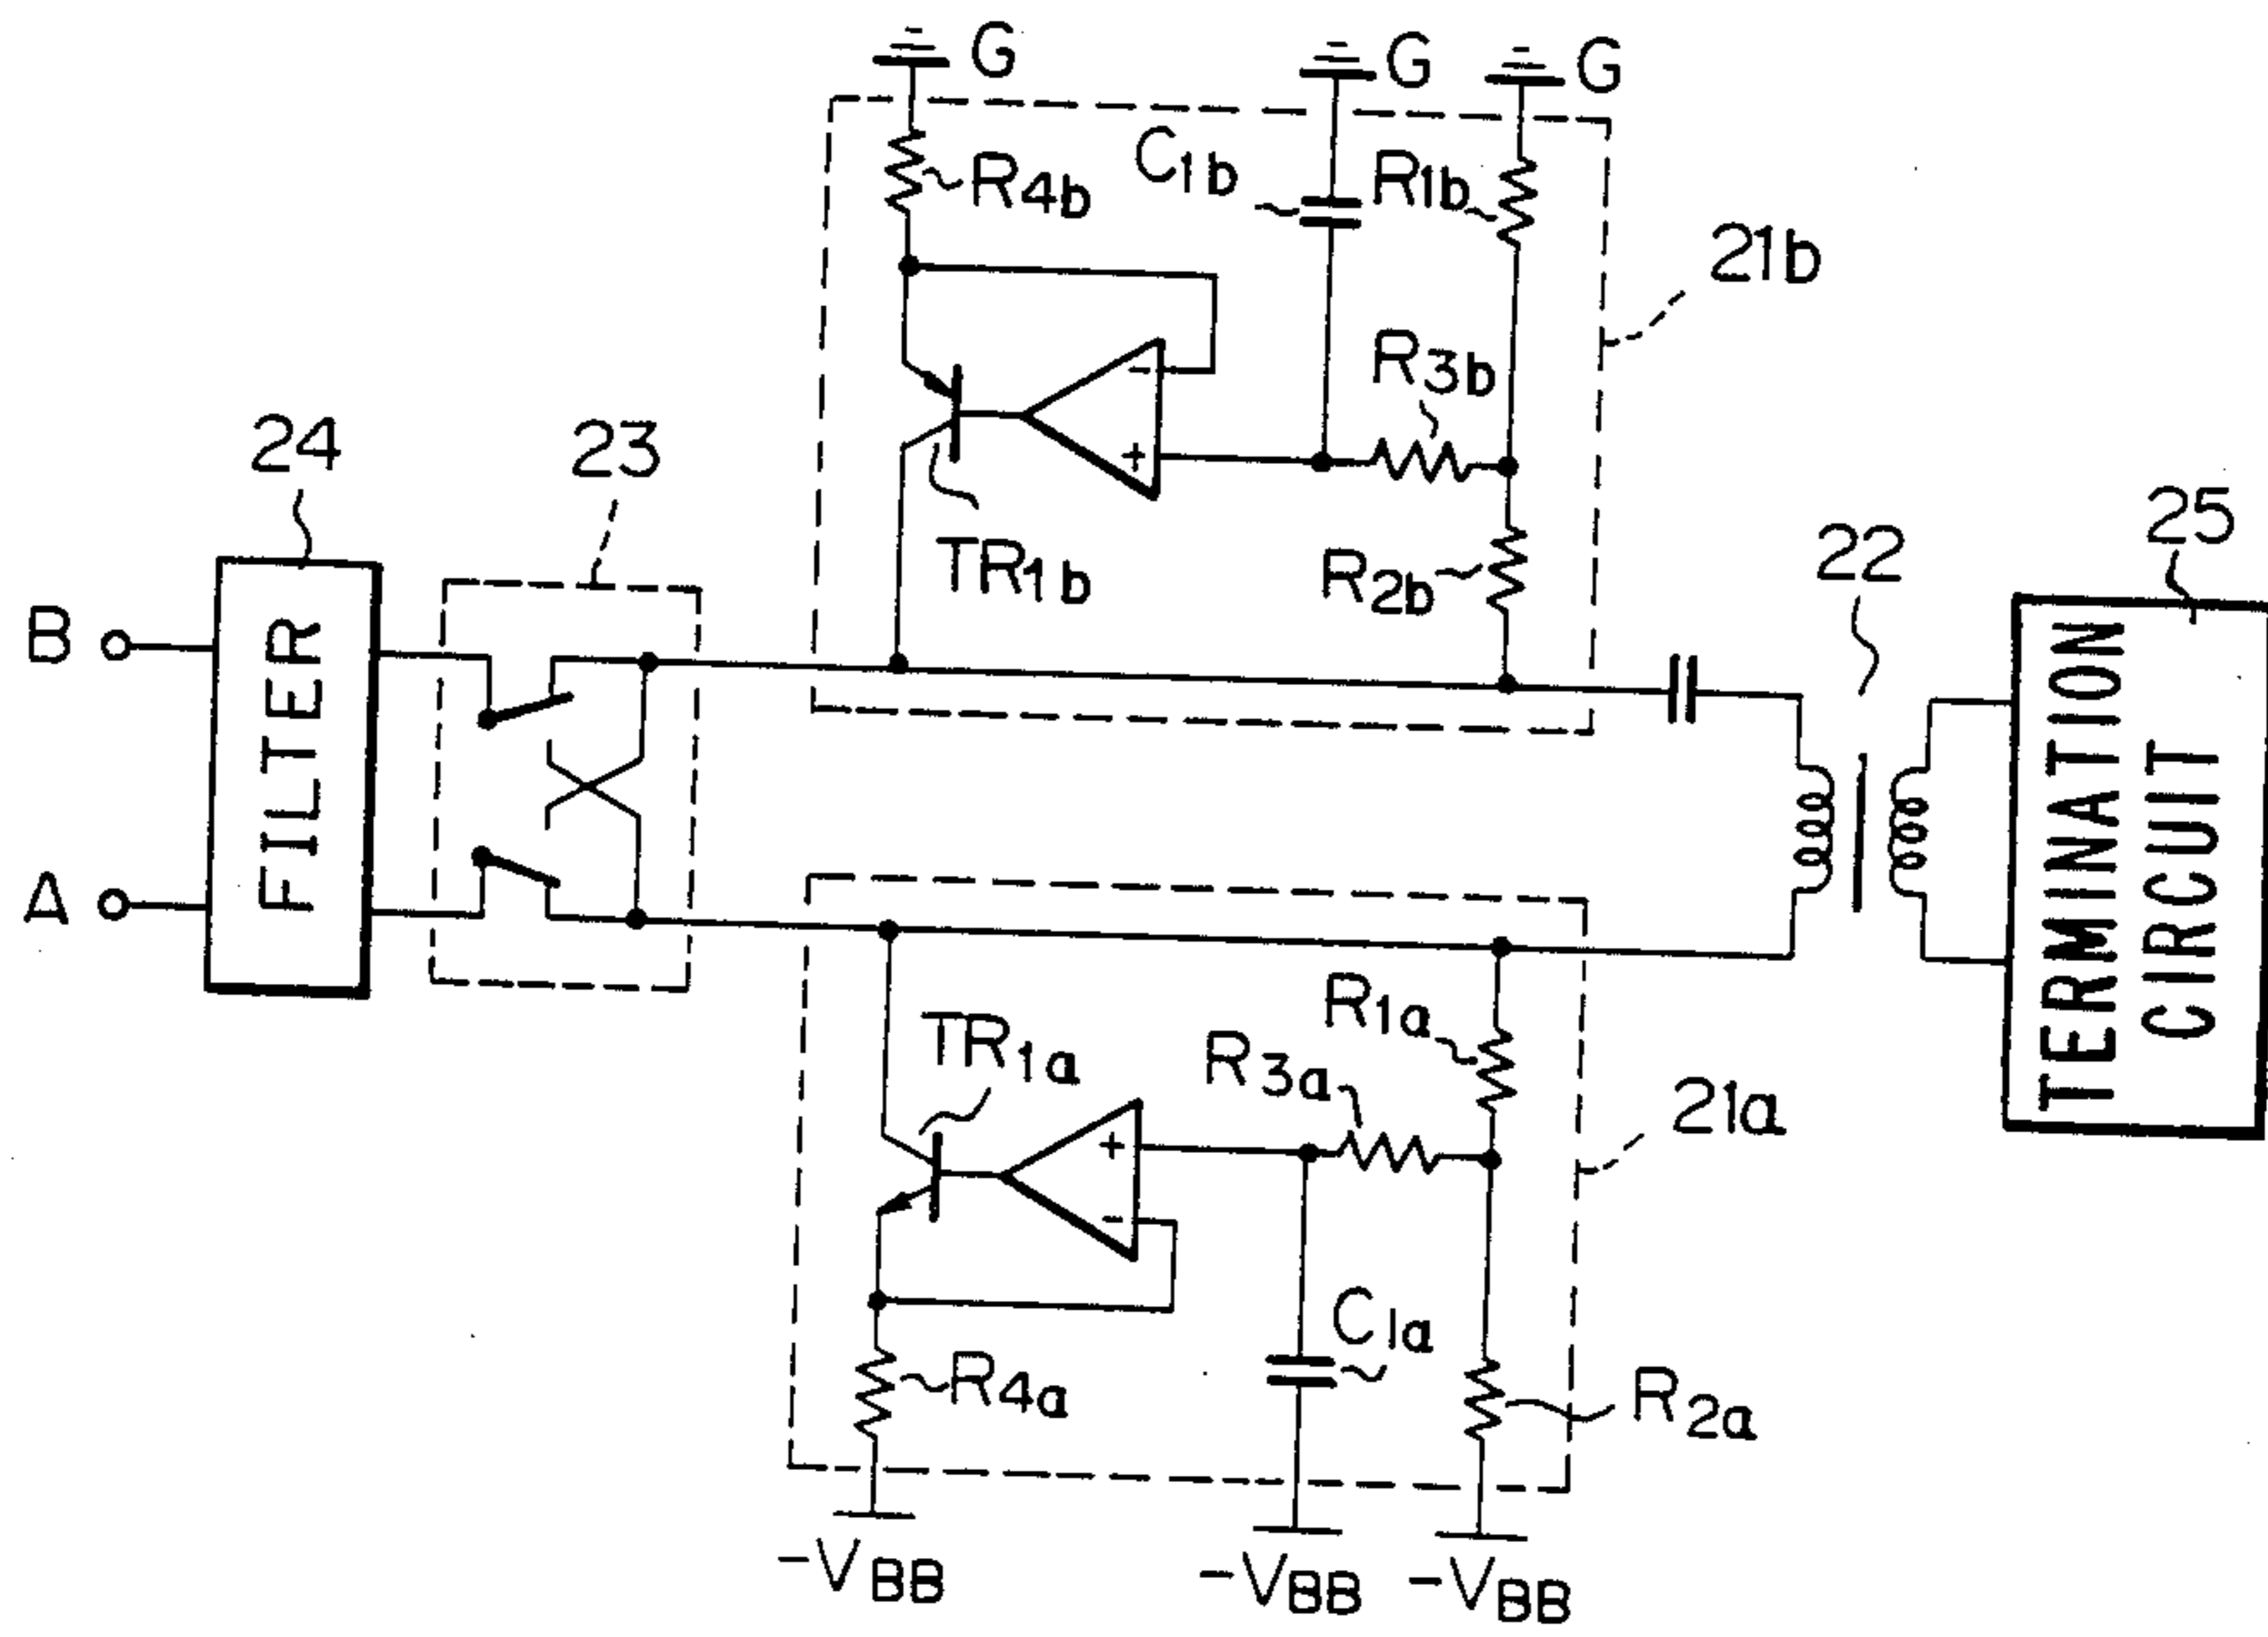 G
G
G
C1b
R1b
R4b
21b
R3b
24
23
-
+
25
22
TR1b
R2b
B
FILTER
TERMINATION
CIRCUIT
A
R1a
TR1a
R3a
21a
+
-
C1a
R4a
R2a
-VBB
-VBB
-VBB